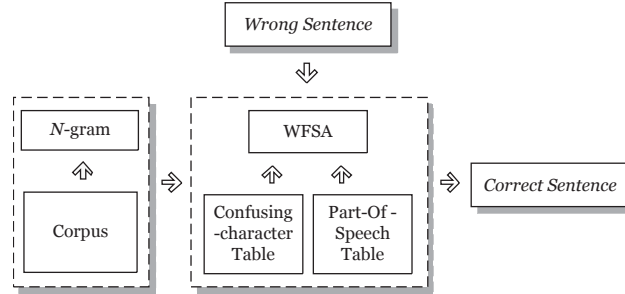 Wrong Sentence
N-gram
WFSA
Corpus
Confusing
-character
Table
Part-Of -
Speech
Table
Correct Sentence